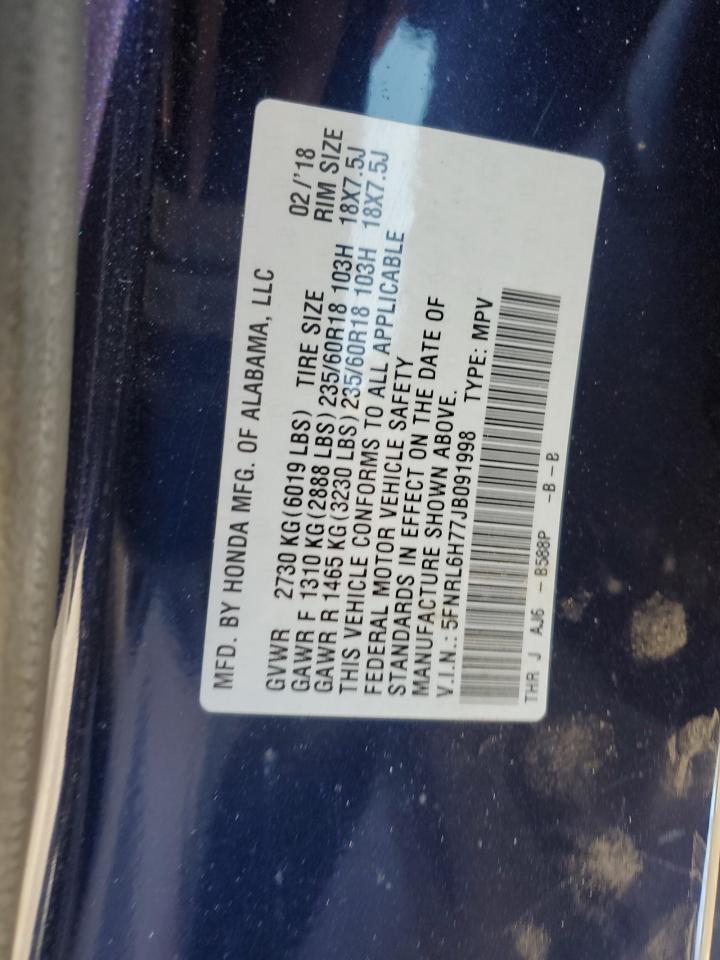 MFD. BY HONDA MFG. OF ALABAMA, LLC 02/'18
GVWR 2730 KG(6019 LBS) TIRE SIZE RIM SIZE
GAWR F 1310 KG(2888 LBS) 235/60R18 103H 18X7.5J
GAWR R 1465 KG(3230 LBS) 235/60R18 103H 18X7.5J
THIS VEHICLE CONFORMS TO ALL APPLICABLE
FEDERAL MOTOR VEHICLE SAFETY
STANDARDS IN EFFECT ON THE DATE OF
MANUFACTURE SHOWN ABOVE.
V.I.N.: 5FNRL6H77JB091998 TYPE: MPV
THR J AJ6 - B588P -B -B